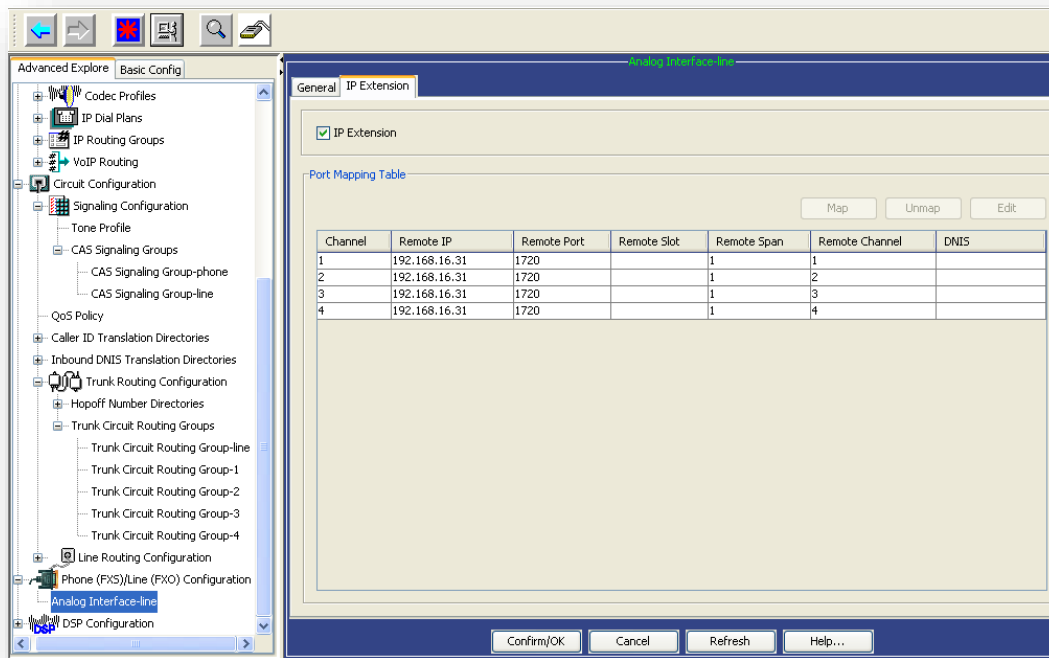 Advanced Explore Basic Config
Codec Profiles
IP Dial Plans
IP Routing Groups
VoIP Routing
Circuit Configuration
Signaling Configuration
Tone Profile
CAS Signaling Groups
CAS Signaling Group-phone
CAS Signaling Group-line
QoS Policy
Caller ID Translation Directories
Inbound DNIS Translation Directories
Trunk Routing Configuration
Hopoff Number Directories
Trunk Circuit Routing Groups
Trunk Circuit Routing Group-line
Trunk Circuit Routing Group-1
Trunk Circuit Routing Group-2
Trunk Circuit Routing Group-3
Trunk Circuit Routing Group-4
Line Routing Configuration
Phone (FXS)/Line (FXO) Configuration
Analog Interface-line
DSP DSP Configuration
Analog Interface-line
General IP Extension
IP Extension
Port Mapping Table
Map Unmap Edit
Channel Remote IP Remote Port Remote Slot Remote Span Remote Channel DNIS
1 192.168.16.31 1720 1 1
2 192.168.16.31 1720 1 2
3 192.168.16.31 1720 1 3
4 192.168.16.31 1720 1 4
Confirm/OK Cancel Refresh Help...